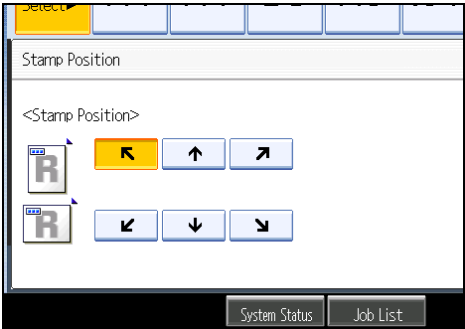 Select►
Stamp Position
<Stamp Position>
R
R
System Status
Job List